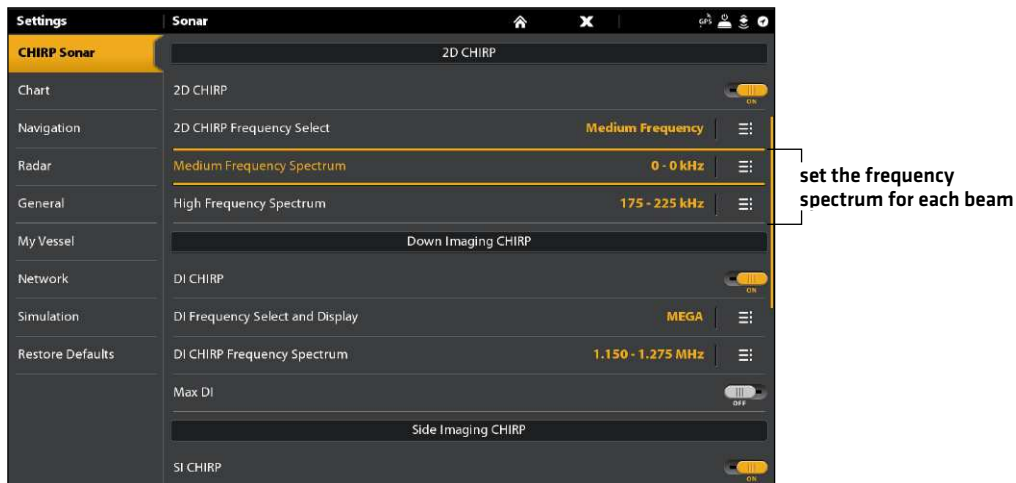 Settings Sonar GPS
CHIRP Sonar 2D CHIRP
Chart 2D CHIRP ON
Navigation 2D CHIRP Frequency Select Medium Frequency
Radar Medium Frequency Spectrum 0 - 0 kHz
General High Frequency Spectrum 175 - 225 kHz
My Vessel Down Imaging CHIRP
Network DI CHIRP ON
Simulation DI Frequency Select and Display MEGA
Restore Defaults DI CHIRP Frequency Spectrum 1.150 - 1.275 MHz
Max DI OFF
Side Imaging CHIRP
SI CHIRP ON
set the frequency
spectrum for each beam